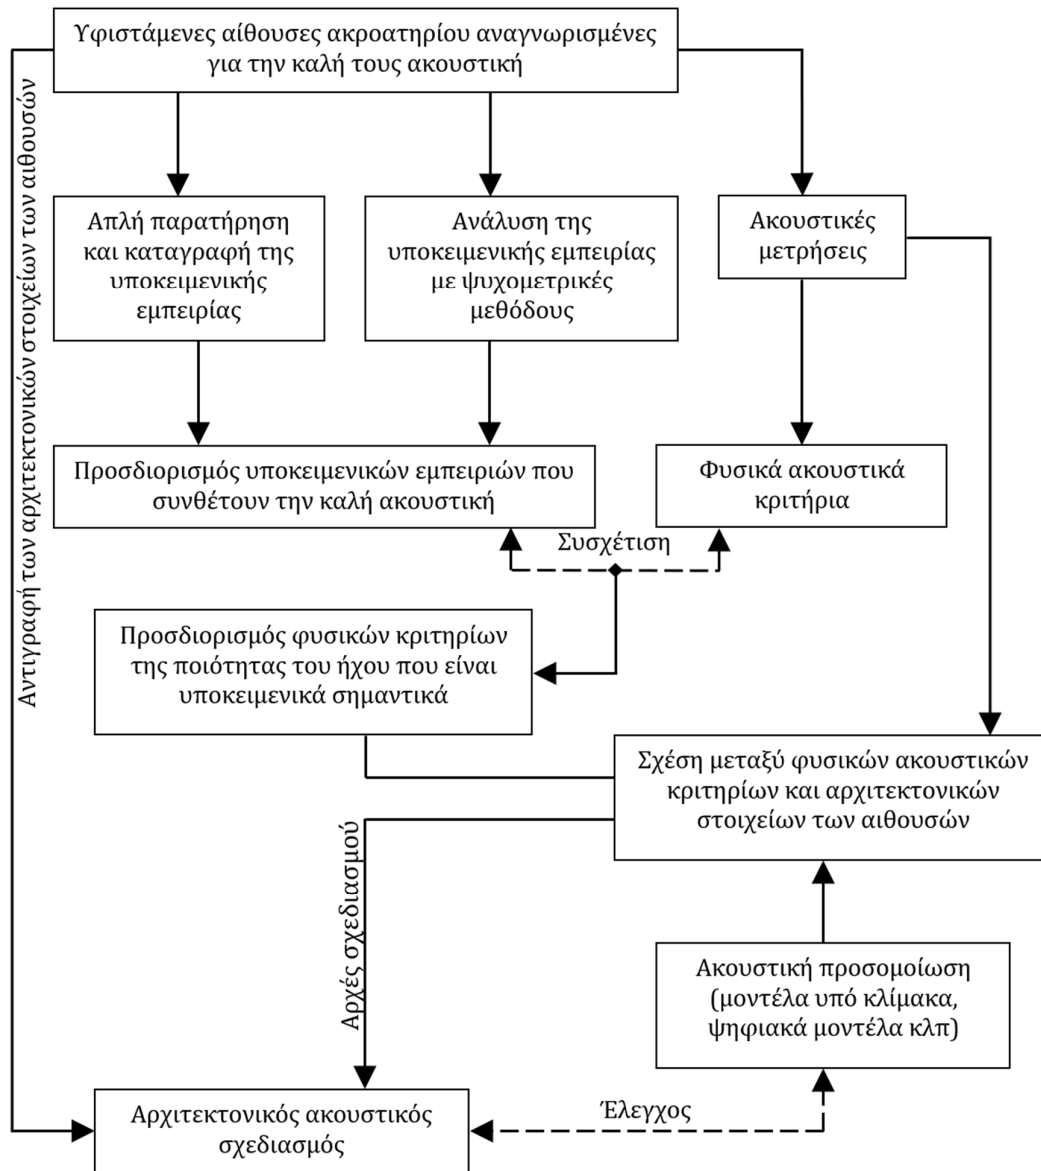 Υφιστάμενες αίθουσες ακροατηρίου αναγνωρισμένες
για την καλή τους ακουστική
Αντιγραφή των αρχιτεκτονικών στοιχείων των αιθουσών
Απλή παρατήρηση
και καταγραφή της
υποκειμενικής
εμπειρίας
Ανάλυση της
υποκειμενικής εμπειρίας
με ψυχομετρικές
μεθόδους
Ακουστικές
μετρήσεις
Προσδιορισμός υποκειμενικών εμπειριών που
συνθέτουν την καλή ακουστική
Φυσικά ακουστικά
κριτήρια
Συσχέτιση
Προσδιορισμός φυσικών κριτηρίων
της ποιότητας του ήχου που είναι
υποκειμενικά σημαντικά
Σχέση μεταξύ φυσικών ακουστικών
κριτηρίων και αρχιτεκτονικών
στοιχείων των αιθουσών
Αρχές σχεδιασμού
Ακουστική προσομοίωση
(μοντέλα υπό κλίμακα,
ψηφιακά μοντέλα κλπ)
Έλεγχος
Αρχιτεκτονικός ακουστικός
σχεδιασμός